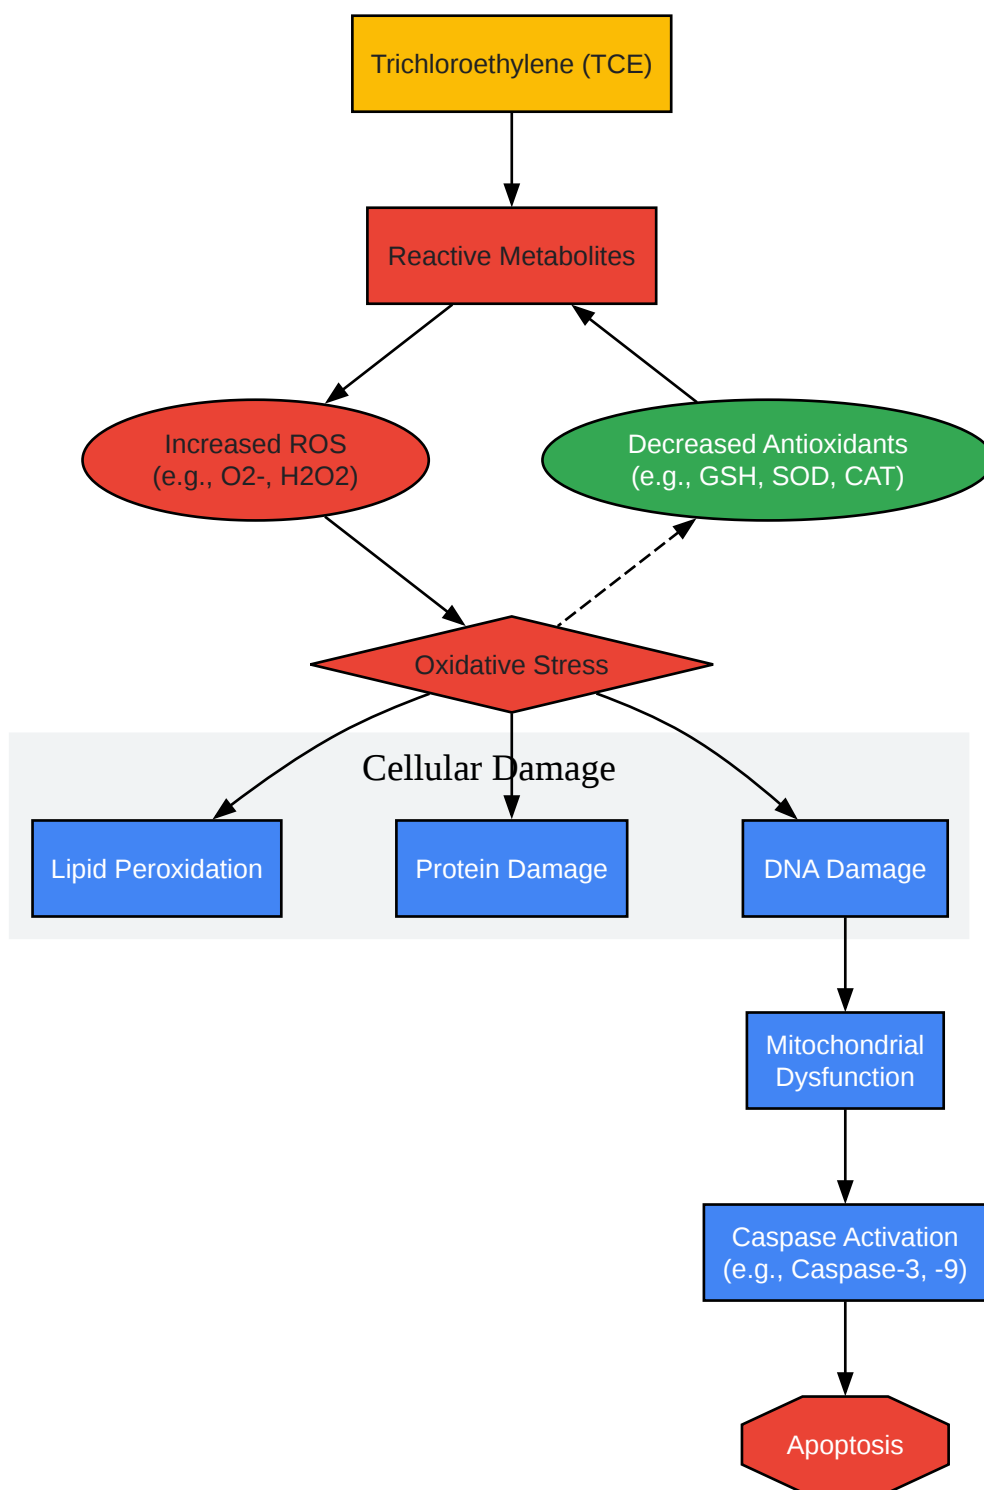 Trichloroethylene (TCE)
Reactive Metabolites
Increased ROS
(e.g., O2-, H2O2)
Decreased Antioxidants
(e.g., GSH, SOD, CAT)
Oxidative Stress
Cellular Damage
Lipid Peroxidation
Protein Damage
DNA Damage
Mitochondrial
Dysfunction
Caspase Activation
(e.g., Caspase-3, -9)
Apoptosis